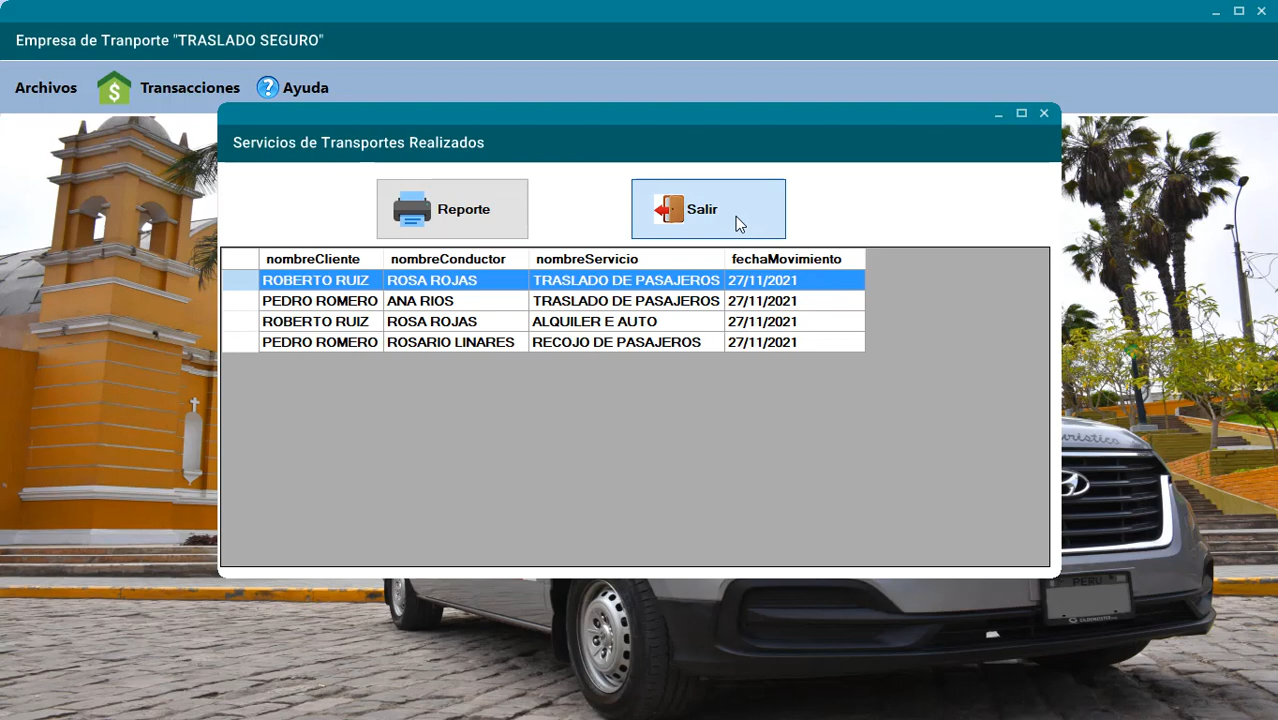 Empresa de Tranporte "TRASLADO SEGURO"
Archivos Transacciones Ayuda
Servicios de Transportes Realizados
Reporte Salir
nombreCliente nombreConductor nombreServicio fechaMovimiento
ROBERTO RUIZ ROSA ROJAS TRASLADO DE PASAJEROS 27/11/2021
PEDRO ROMERO ANA RIOS TRASLADO DE PASAJEROS 27/11/2021
ROBERTO RUIZ ROSA ROJAS ALQUILER E AUTO 27/11/2021
PEDRO ROMERO ROSARIO LINARES RECOJO DE PASAJEROS 27/11/2021
PERU